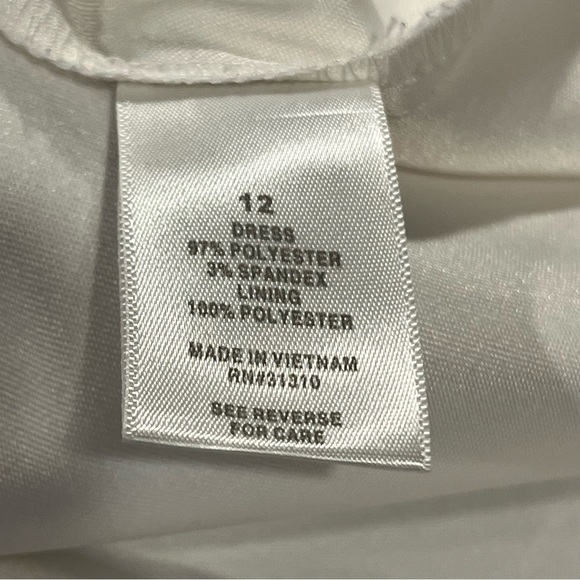 12
DRESS
97% POLYESTER
3% SPANDEX
LINING
100% POLYESTER
MADE IN VIETNAM
RN#31310
SEE REVERSE
FOR CARE